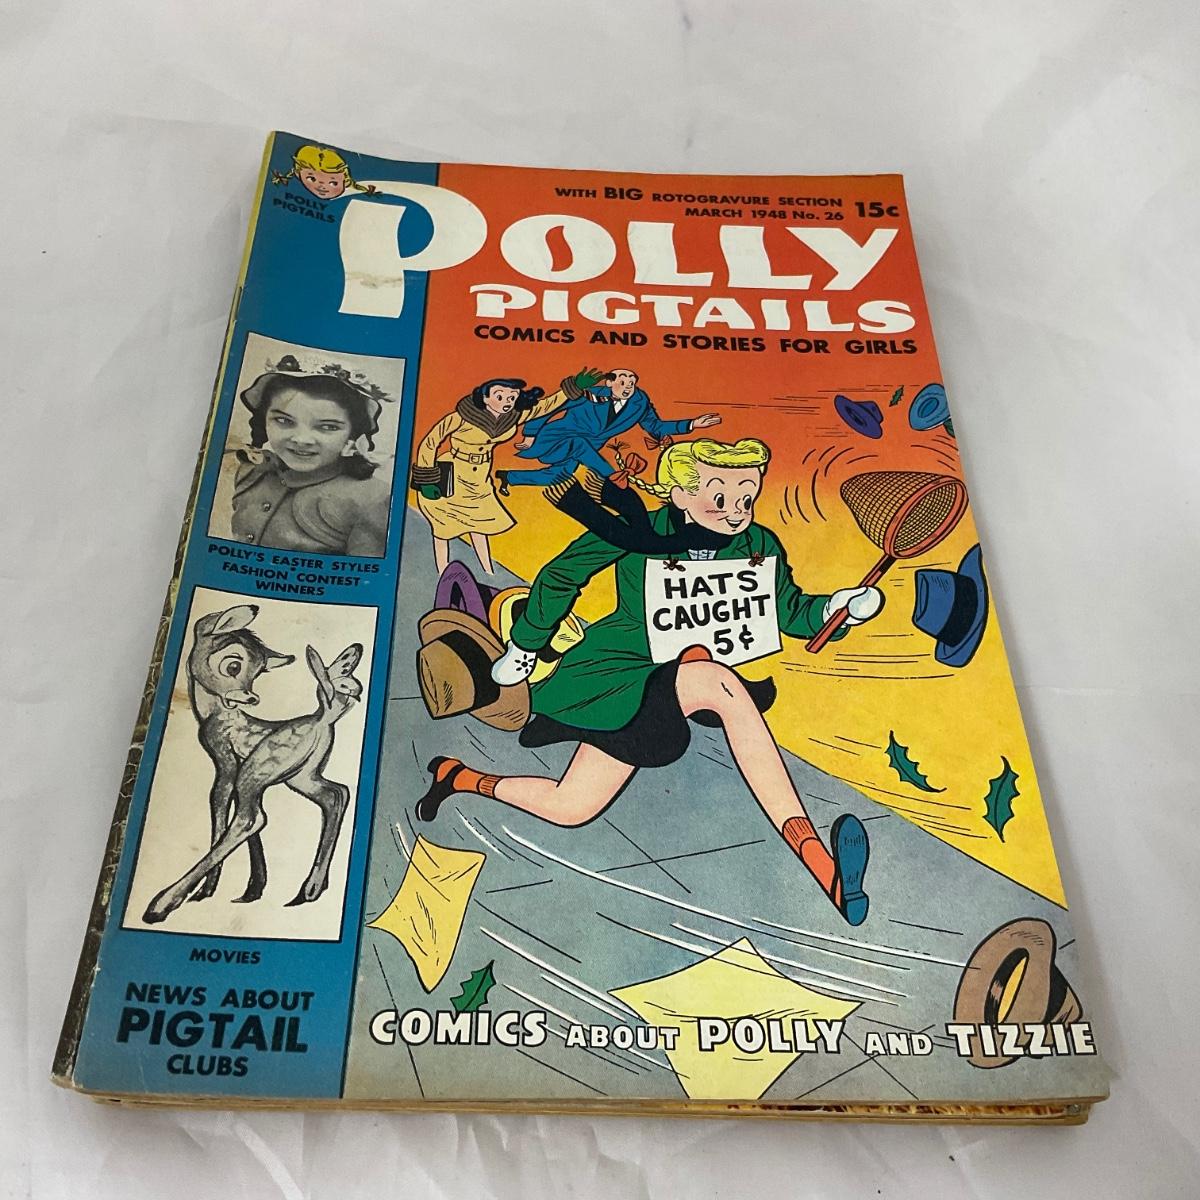 POLLY
PIGTAILS
WITH BIG ROTOGRAVURE SECTION
MARCH 1948 No. 26 15¢
POLLY
PIGTAILS
COMICS AND STORIES FOR GIRLS
POLLY'S EASTER STYLES
FASHION CONTEST
WINNERS
HATS
CAUGHT
5¢
MOVIES
NEWS ABOUT
PIGTAIL
CLUBS
COMICS ABOUT POLLY AND TIZZIE